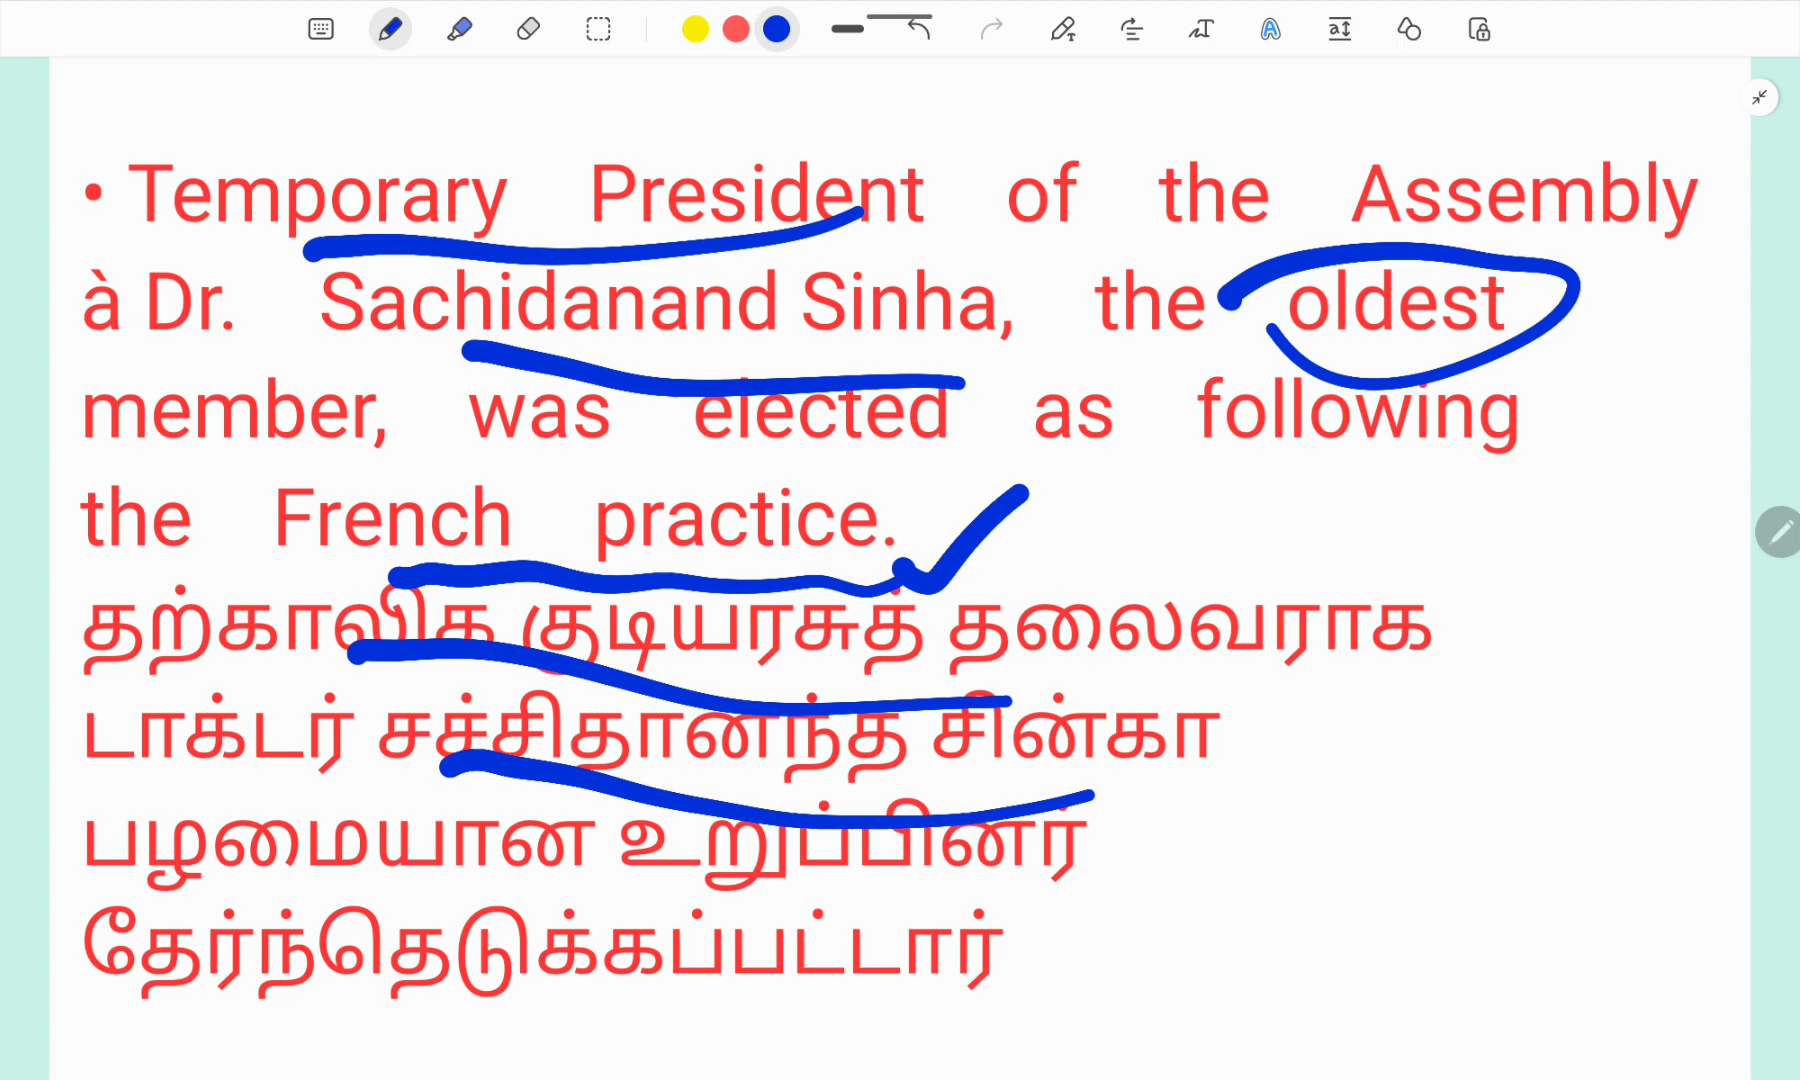 • Temporary President of the Assembly
à Dr. Sachidanand Sinha, the oldest
member, was elected as following
the French practice.
தற்காலிக குடியரசுத் தலைவராக
டாக்டர் சச்சிதானந்த சின்கா
பழமையான உறுப்பினர்
தேர்ந்தெடுக்கப்பட்டார்